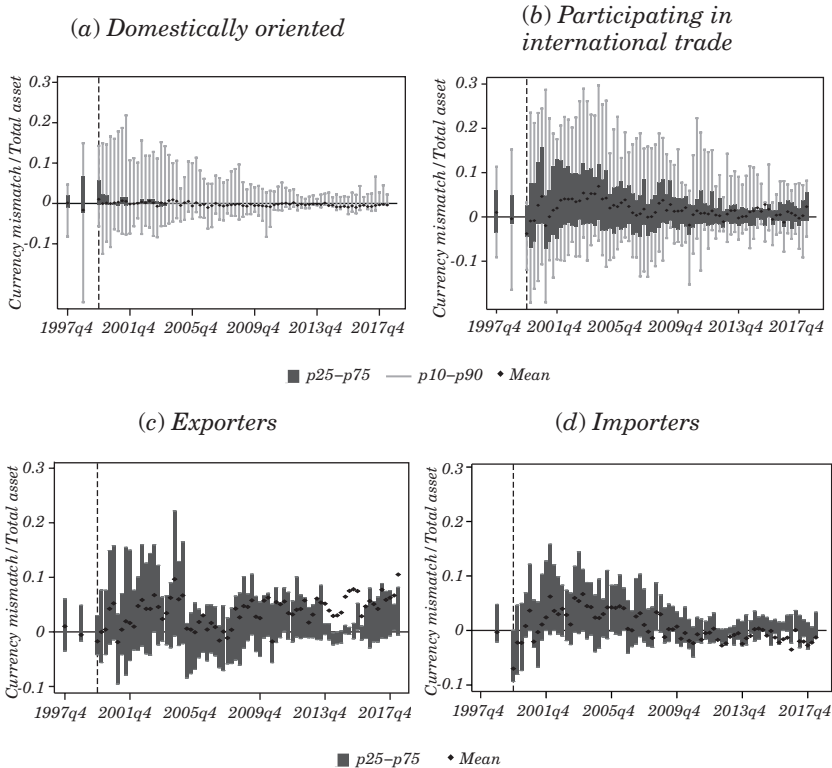 (a) Domestically oriented
(b) Participating in
international trade
Currency mismatch / Total asset
0.3
0.2
0.1
0
-0.1
1997q4 2001q4 2005q4 2009q4 2013q4 2017q4
Currency mismatch / Total asset
0.3
0.2
0.1
0
-0.1
1997q4 2001q4 2005q4 2009q4 2013q4 2017q4
p25–p75 p10–p90 Mean
(c) Exporters
(d) Importers
Currency mismatch / Total asset
0.3
0.2
0.1
0
-0.1
1997q4 2001q4 2005q4 2009q4 2013q4 2017q4
Currency mismatch / Total asset
0.3
0.2
0.1
0
-0.1
1997q4 2001q4 2005q4 2009q4 2013q4 2017q4
p25–p75 Mean